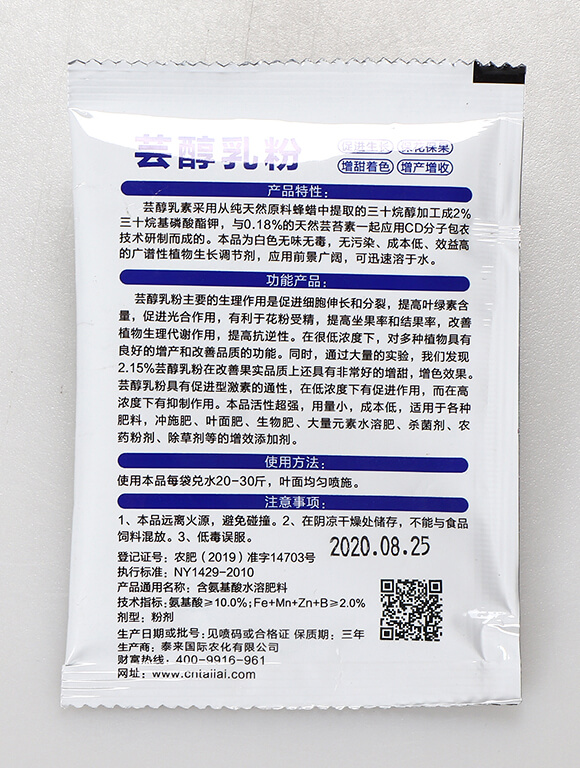 芸醇乳粉
促进生长 保花保果
增甜着色 增产增收
产品特性：
芸醇乳素采用从纯天然原料蜂蜡中提取的三十烷醇加工成2%
三十烷基磷酸酯钾，与0.18%的天然芸苔素一起应用CD分子包衣
技术研制而成的。本品为白色无味无毒，无污染、成本低、效益高
的广谱性植物生长调节剂，应用前景广阔，可迅速溶于水。
功能产品：
芸醇乳粉主要的生理作用是促进细胞伸长和分裂，提高叶绿素含
量，促进光合作用，有利于花粉受精，提高坐果率和结果率，改善
植物生理代谢作用，提高抗逆性。在很低浓度下，对多种植物具有
良好的增产和改善品质的功能。同时，通过大量的实验，我们发现
2.15%芸醇乳粉在改善果实品质上还具有非常好的增甜，增色效果。
芸醇乳粉具有促进型激素的通性，在低浓度下有促进作用，而在高
浓度下有抑制作用。本品活性超强，用量小，成本低，适用于各种
肥料，冲施肥、叶面肥、生物肥、大量元素水溶肥、杀菌剂、农
药粉剂、除草剂等的增效添加剂。
使用方法：
使用本品每袋兑水20-30斤，叶面均匀喷施。
注意事项：
1、本品远离火源，避免碰撞。2、在阴凉干燥处储存，不能与食品
饲料混放。3、低毒误服。
2020.08.25
登记证号：农肥（2019）准字14703号
执行标准：NY1429-2010
产品通用名称：含氨基酸水溶肥料
技术指标:氨基酸≥10.0%;Fe+Mn+Zn+B≥2.0%
剂型：粉剂
生产日期或批号:见喷码或合格证 保质期：三年
生产商：泰来国际农化有限公司
财富热线：400-9916-961
网址：www.cntailai.com